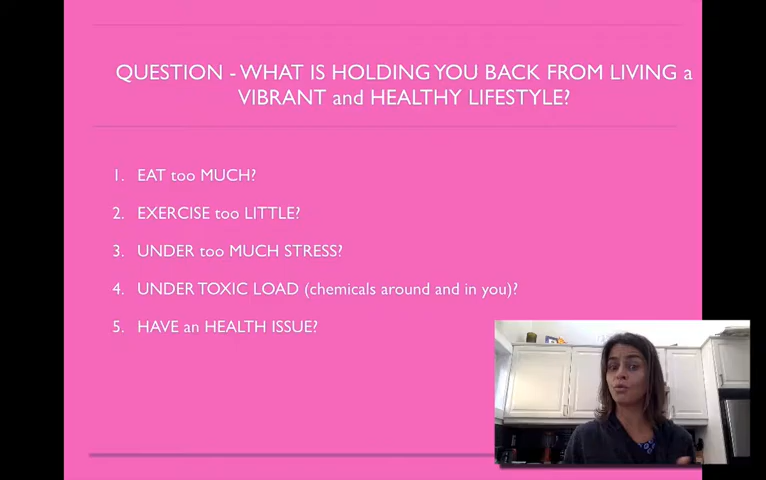 QUESTION - WHAT IS HOLDING YOU BACK FROM LIVING a
VIBRANT and HEALTHY LIFESTYLE?
1. EAT too MUCH?
2. EXERCISE too LITTLE?
3. UNDER too MUCH STRESS?
4. UNDER TOXIC LOAD (chemicals around and in you)?
5. HAVE an HEALTH ISSUE?